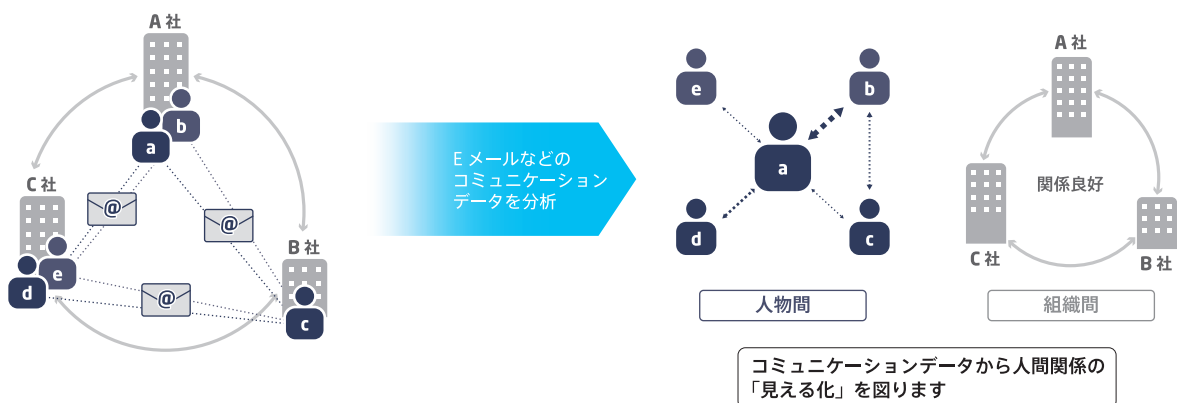 A 社
b
a
C 社
@
@
e
d
B 社
@
c
E メールなどの
コミュニケーション
データを分析
e
b
a
d
c
人物間
A 社
関係良好
C 社
B 社
組織間
コミュニケーションデータから人間関係の
「見える化」を図ります